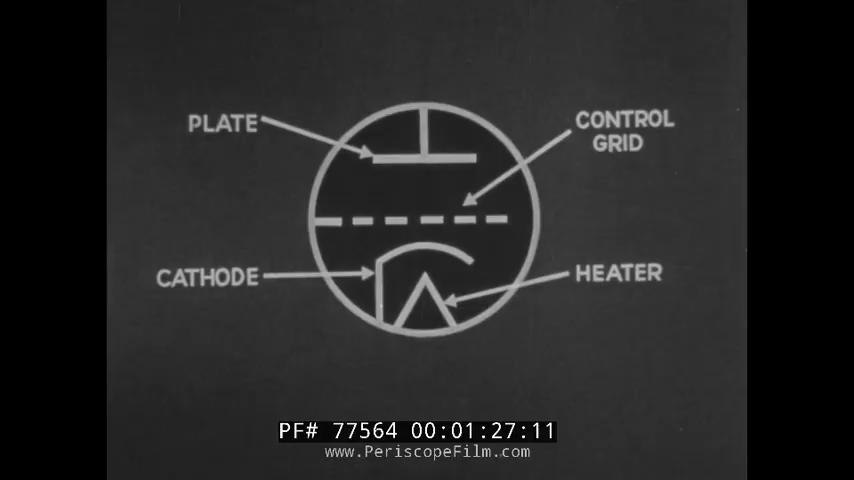 PLATE
CONTROL
GRID
CATHODE
HEATER
PF# 77564 00:01:27:11
www.PeriscopeFilm.com